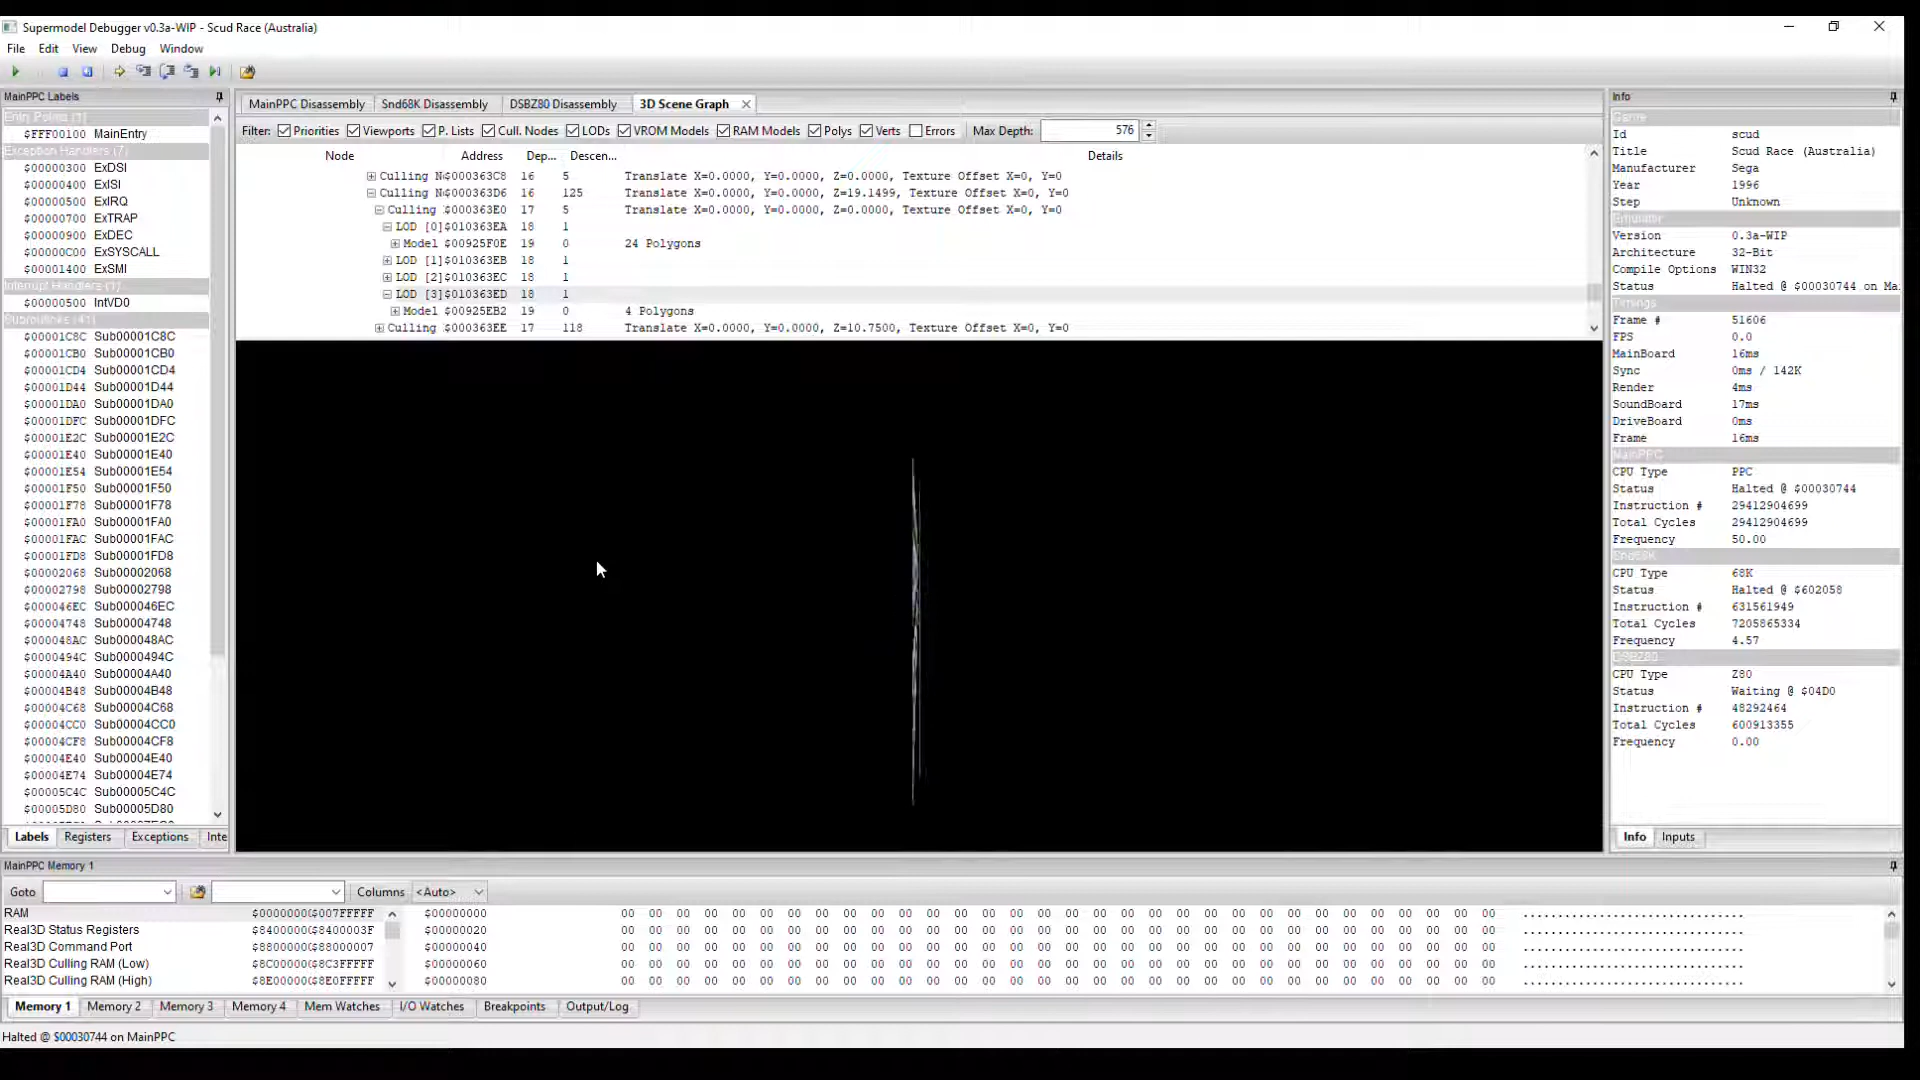 Supermodel Debugger v0.3a-WIP - Scud Race (Australia)
File Edit View Debug Window
MainPPC Labels
Entry Points (1)
$FFF00100 MainEntry
Exception Handlers (7)
$00000300 ExDSI
$00000400 ExISI
$00000500 ExIRQ
$00000700 ExTRAP
$00000900 ExDEC
$00000C00 ExSYSCALL
$00001400 ExSMI
Interrupt Handlers (1)
$00000500 IntVD0
Subroutines (41)
$00001C8C Sub00001C8C
$00001CB0 Sub00001CB0
$00001CD4 Sub00001CD4
$00001D44 Sub00001D44
$00001DA0 Sub00001DA0
$00001DFC Sub00001DFC
$00001E2C Sub00001E2C
$00001E40 Sub00001E40
$00001E54 Sub00001E54
$00001F50 Sub00001F50
$00001F78 Sub00001F78
$00001FA0 Sub00001FA0
$00001FAC Sub00001FAC
$00001FD8 Sub00001FD8
$00002068 Sub00002068
$00002798 Sub00002798
$000046EC Sub000046EC
$00004748 Sub00004748
$000048AC Sub000048AC
$0000494C Sub0000494C
$00004A40 Sub00004A40
$00004B48 Sub00004B48
$00004C68 Sub00004C68
$00004CC0 Sub00004CC0
$00004CF8 Sub00004CF8
$00004E40 Sub00004E40
$00004E74 Sub00004E74
$00005C4C Sub00005C4C
$00005D80 Sub00005D80
Labels Registers Exceptions Inte
MainPPC Disassembly Snd68K Disassembly DSBZ80 Disassembly 3D Scene Graph
Filter: Priorities Viewports P. Lists Cull. Nodes LODs VROM Models RAM Models Polys Verts Errors Max Depth: 576
Node Address Dep... Descen... Details
Culling N $000363C8 16 5 Translate X=0.0000, Y=0.0000, Z=0.0000, Texture Offset X=0, Y=0
Culling N $000363D6 16 125 Translate X=0.0000, Y=0.0000, Z=19.1499, Texture Offset X=0, Y=0
Culling $000363E0 17 5 Translate X=0.0000, Y=0.0000, Z=0.0000, Texture Offset X=0, Y=0
LOD [0] $010363EA 18 1
Model $00925F0E 19 0 24 Polygons
LOD [1] $010363EB 18 1
LOD [2] $010363EC 18 1
LOD [3] $010363ED 18 1
Model $00925EB2 19 0 4 Polygons
Culling $000363EE 17 118 Translate X=0.0000, Y=0.0000, Z=10.7500, Texture Offset X=0, Y=0
Info
Game
Id scud
Title Scud Race (Australia)
Manufacturer Sega
Year 1996
Step Unknown
Emulator
Version 0.3a-WIP
Architecture 32-Bit
Compile Options WIN32
Status Halted @ $00030744 on Ma
Timings
Frame # 51606
FPS 0.0
MainBoard 16ms
Sync 0ms / 142K
Render 4ms
SoundBoard 17ms
DriveBoard 0ms
Frame 16ms
MainPPC
CPU Type PPC
Status Halted @ $00030744
Instruction # 29412904699
Total Cycles 29412904699
Frequency 50.00
Snd68K
CPU Type 68K
Status Halted @ $602058
Instruction # 631561949
Total Cycles 7205865334
Frequency 4.57
DSBZ80
CPU Type Z80
Status Waiting @ $04D0
Instruction # 48292464
Total Cycles 600913355
Frequency 0.00
Info Inputs
MainPPC Memory 1
Goto Columns <Auto>
RAM $00000000 $007FFFFF $00000000 00 00 00 00 00 00 00 00 00 00 00 00 00 00 00 00 00 00 00 00 00 00 00 00 00 00 00 00 00 00 00 00 ................................
Real3D Status Registers $84000000 $8400003F $00000020 00 00 00 00 00 00 00 00 00 00 00 00 00 00 00 00 00 00 00 00 00 00 00 00 00 00 00 00 00 00 00 00 ................................
Real3D Command Port $88000000 $88000007 $00000040 00 00 00 00 00 00 00 00 00 00 00 00 00 00 00 00 00 00 00 00 00 00 00 00 00 00 00 00 00 00 00 00 ................................
Real3D Culling RAM (Low) $8C000000 $8C3FFFFF $00000060 00 00 00 00 00 00 00 00 00 00 00 00 00 00 00 00 00 00 00 00 00 00 00 00 00 00 00 00 00 00 00 00 ................................
Real3D Culling RAM (High) $8E000000 $8E0FFFFF $00000080 00 00 00 00 00 00 00 00 00 00 00 00 00 00 00 00 00 00 00 00 00 00 00 00 00 00 00 00 00 00 00 00 ................................
Memory 1 Memory 2 Memory 3 Memory 4 Mem Watches I/O Watches Breakpoints Output/Log
Halted @ $00030744 on MainPPC